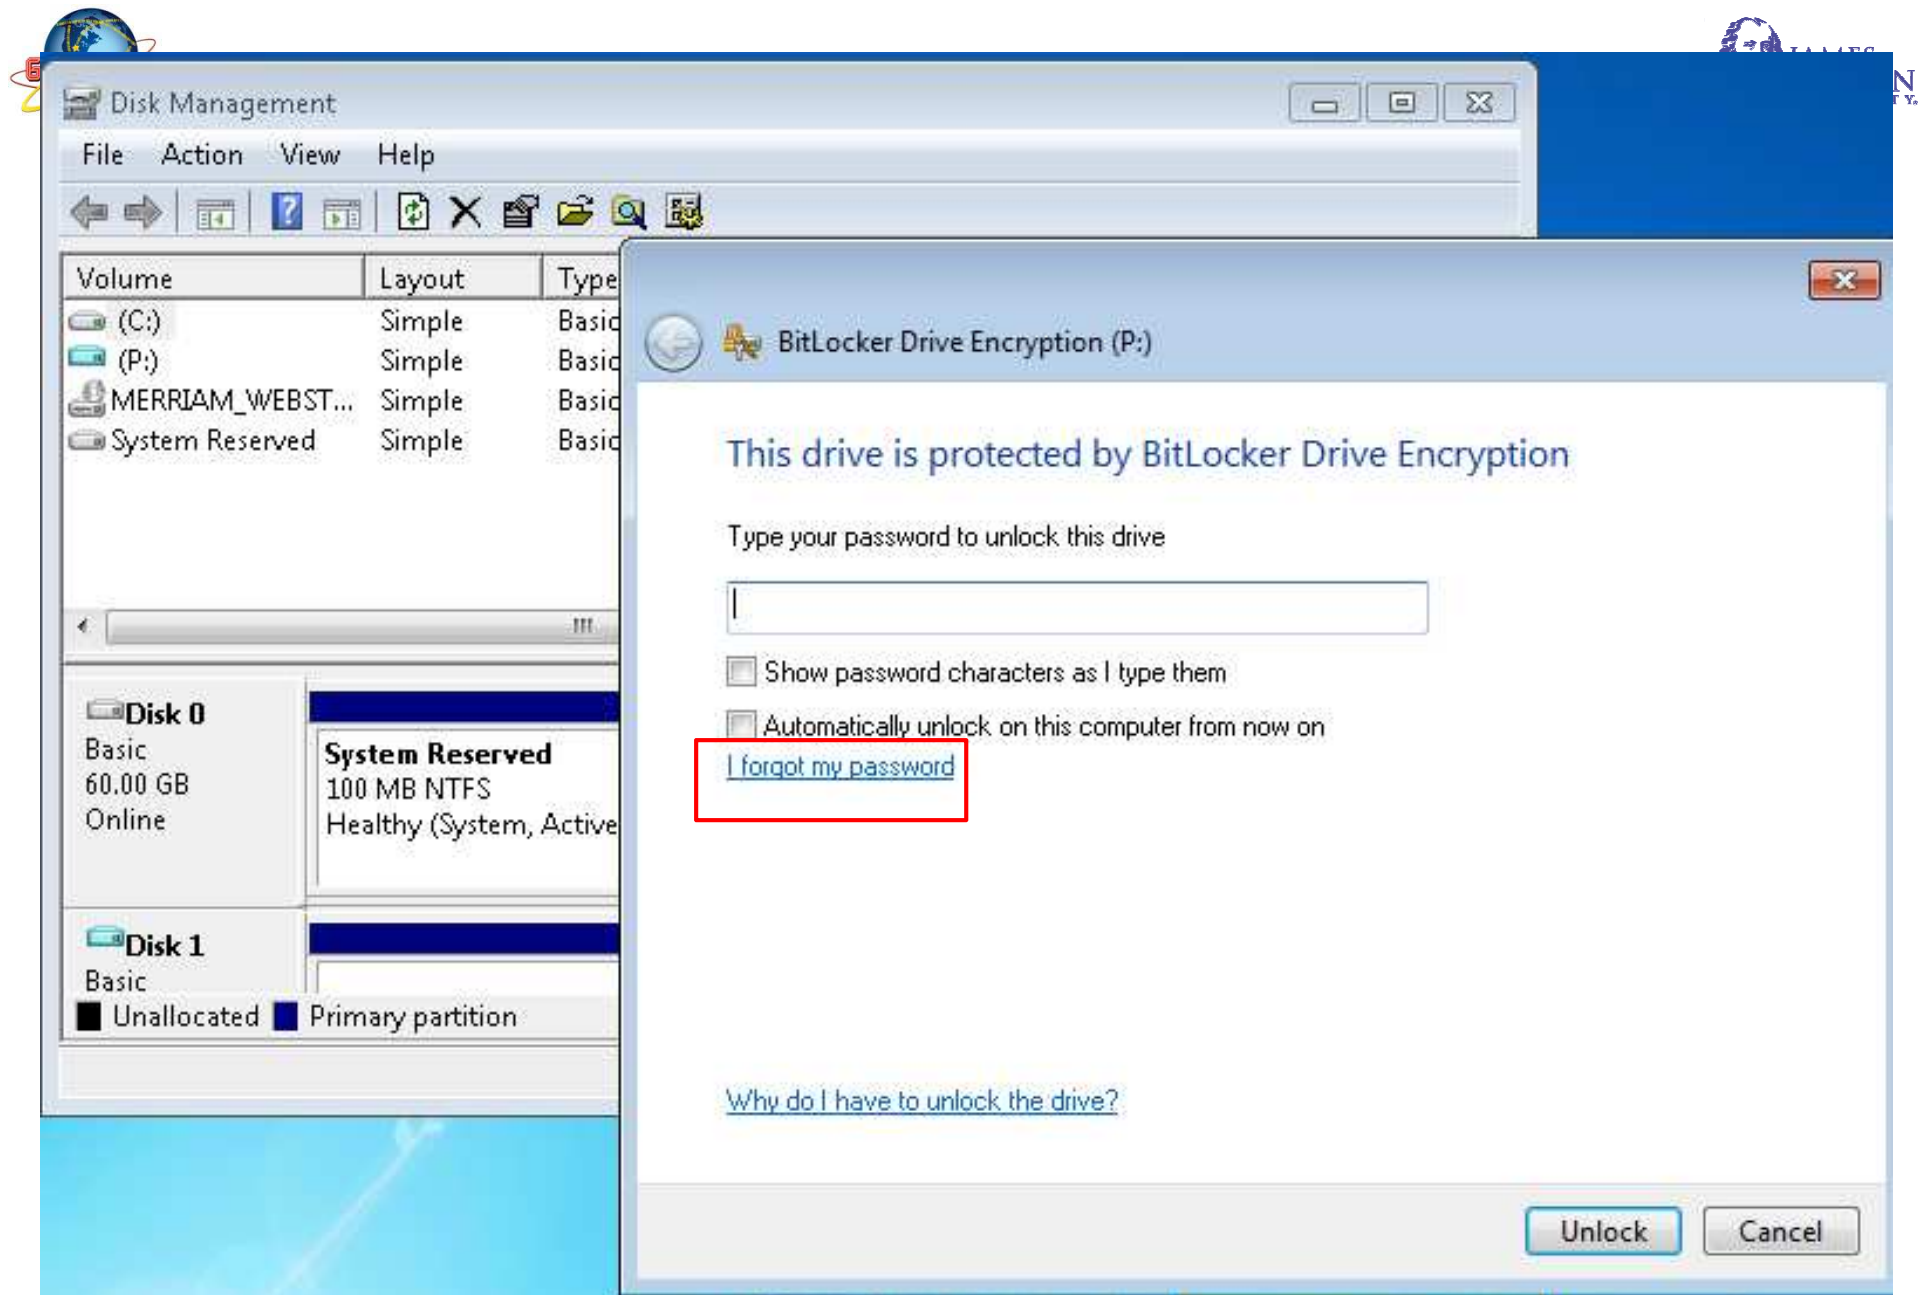 JAMES
N
TY®
G
Disk Management
File Action View Help
Volume Layout Type
(C:) Simple Basic
(P:) Simple Basic
MERRIAM_WEBST... Simple Basic
System Reserved Simple Basic
Disk 0
Basic
60.00 GB
Online
System Reserved
100 MB NTFS
Healthy (System, Active
Disk 1
Basic
Unallocated Primary partition
BitLocker Drive Encryption (P:)
This drive is protected by BitLocker Drive Encryption
Type your password to unlock this drive
Show password characters as I type them
Automatically unlock on this computer from now on
I forgot my password
Why do I have to unlock the drive?
Unlock Cancel